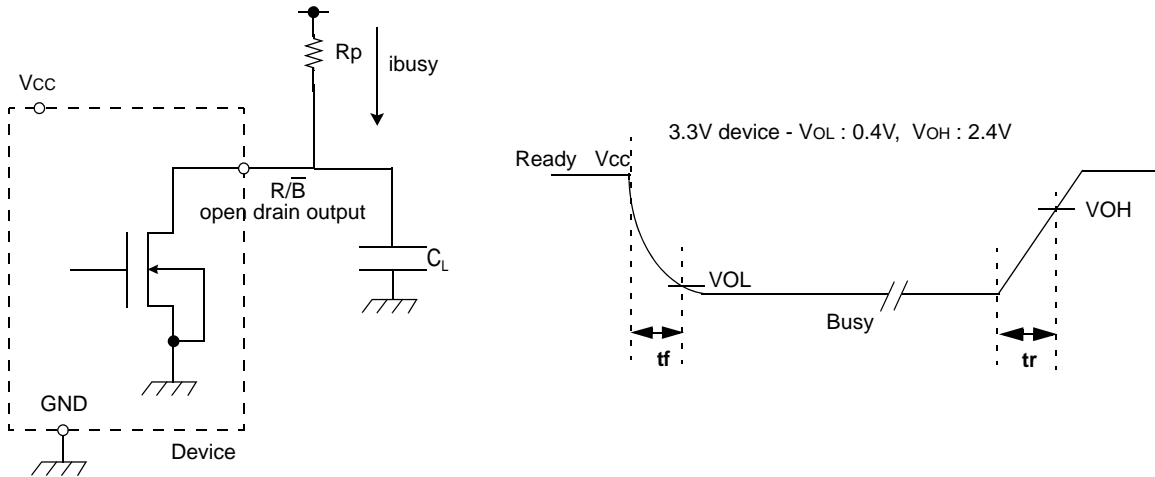 Rp
ibusy
VCC
R/B̅
open drain output
CL
GND
Device
3.3V device - VOL : 0.4V, VOH : 2.4V
Ready Vcc
VOH
VOL
Busy
tf
tr